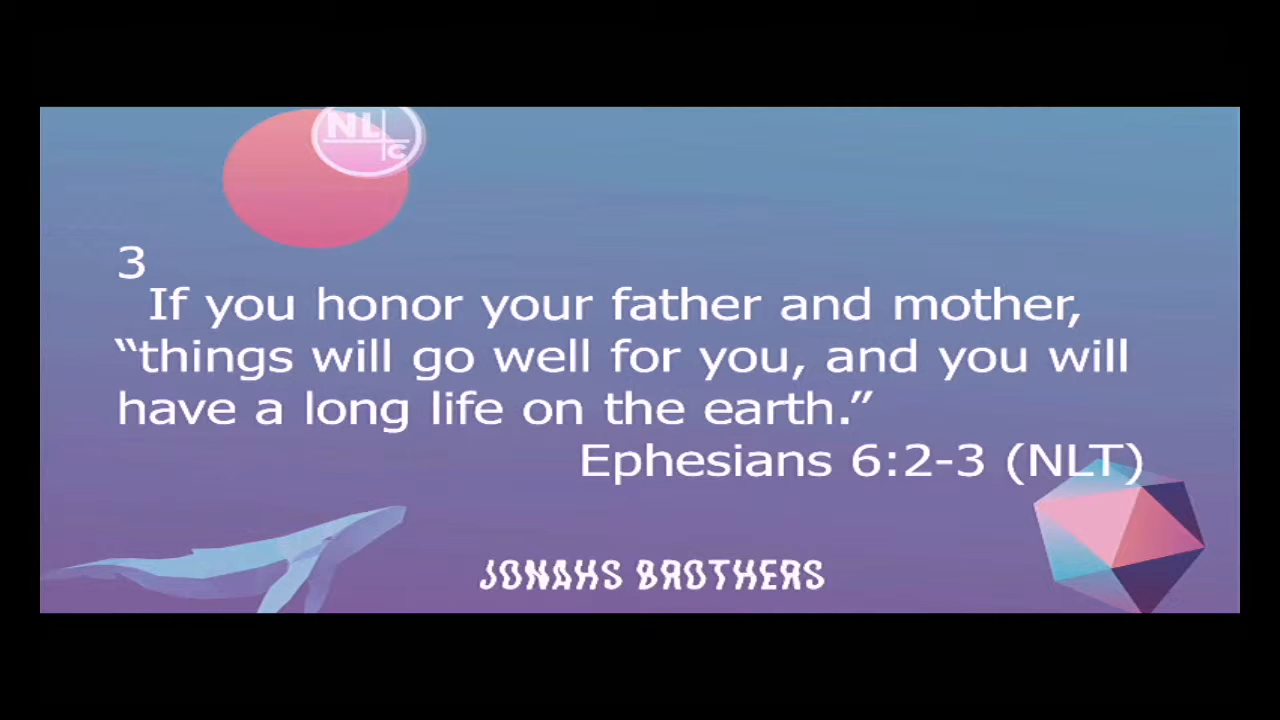 NL
C
3
If you honor your father and mother,
“things will go well for you, and you will
have a long life on the earth.”
Ephesians 6:2-3 (NLT)
JONAHS BROTHERS